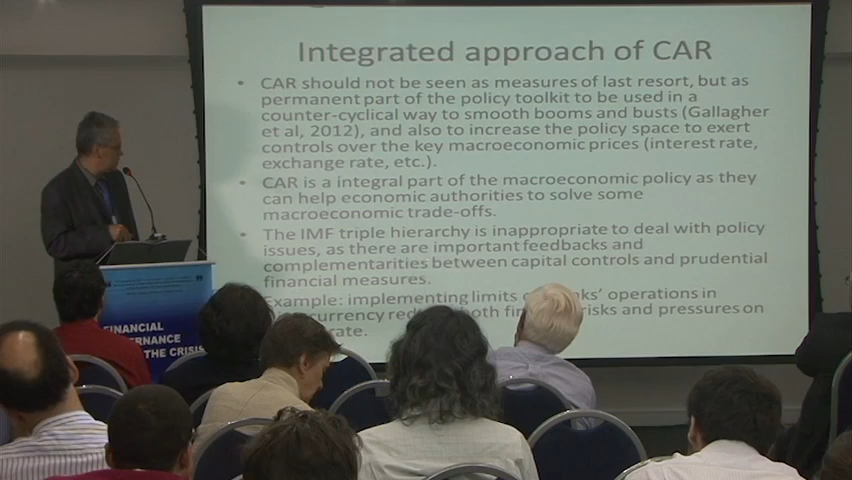 Integrated approach of CAR
• CAR should not be seen as measures of last resort, but as
permanent part of the policy toolkit to be used in a
counter-cyclical way to smooth booms and busts (Gallagher
et al, 2012), and also to increase the policy space to exert
controls over the key macroeconomic prices (interest rate,
exchange rate, etc.).
• CAR is a integral part of the macroeconomic policy as they
can help economic authorities to solve some
macroeconomic trade-offs.
• The IMF triple hierarchy is inappropriate to deal with policy
issues, as there are important feedbacks and
complementarities between capital controls and prudential
financial measures.
Example: implementing limits operations in
both risks and pressures on
FINANCIAL
THE CRISIS